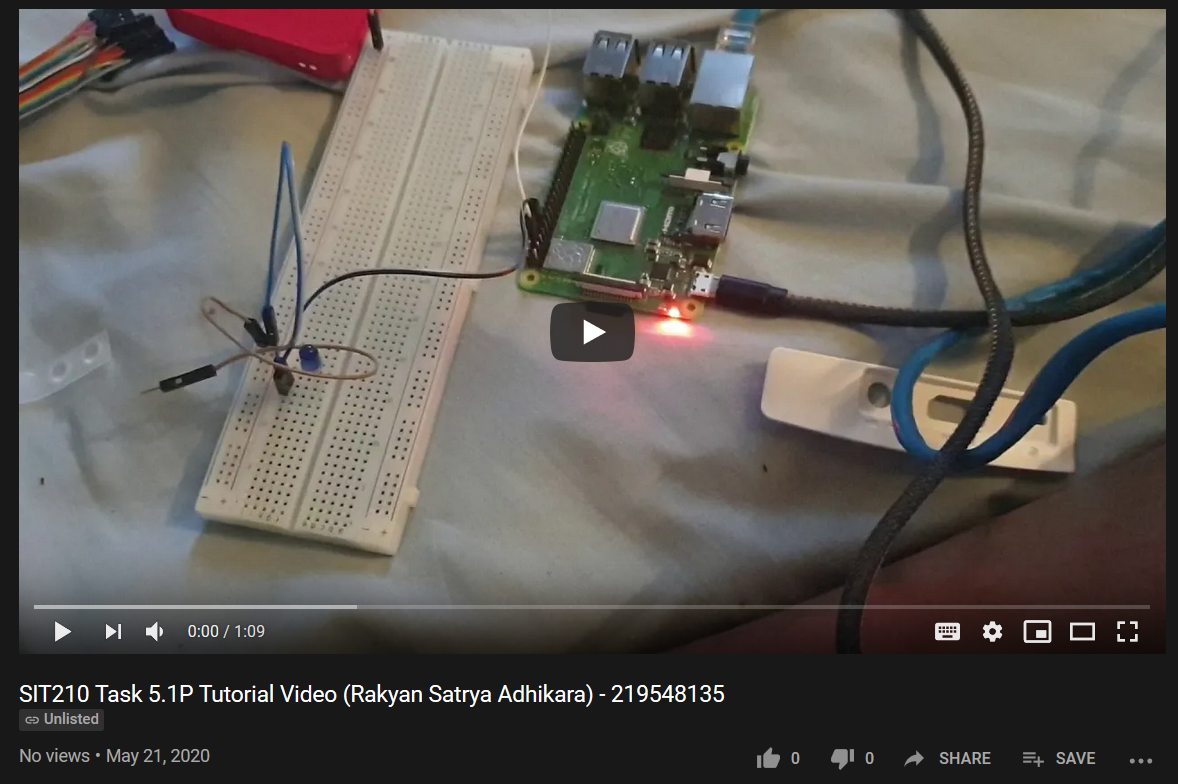 0:00 / 1:09
SIT210 Task 5.1P Tutorial Video (Rakyan Satrya Adhikara) - 219548135
Unlisted
No views • May 21, 2020
0
0
SHARE
SAVE